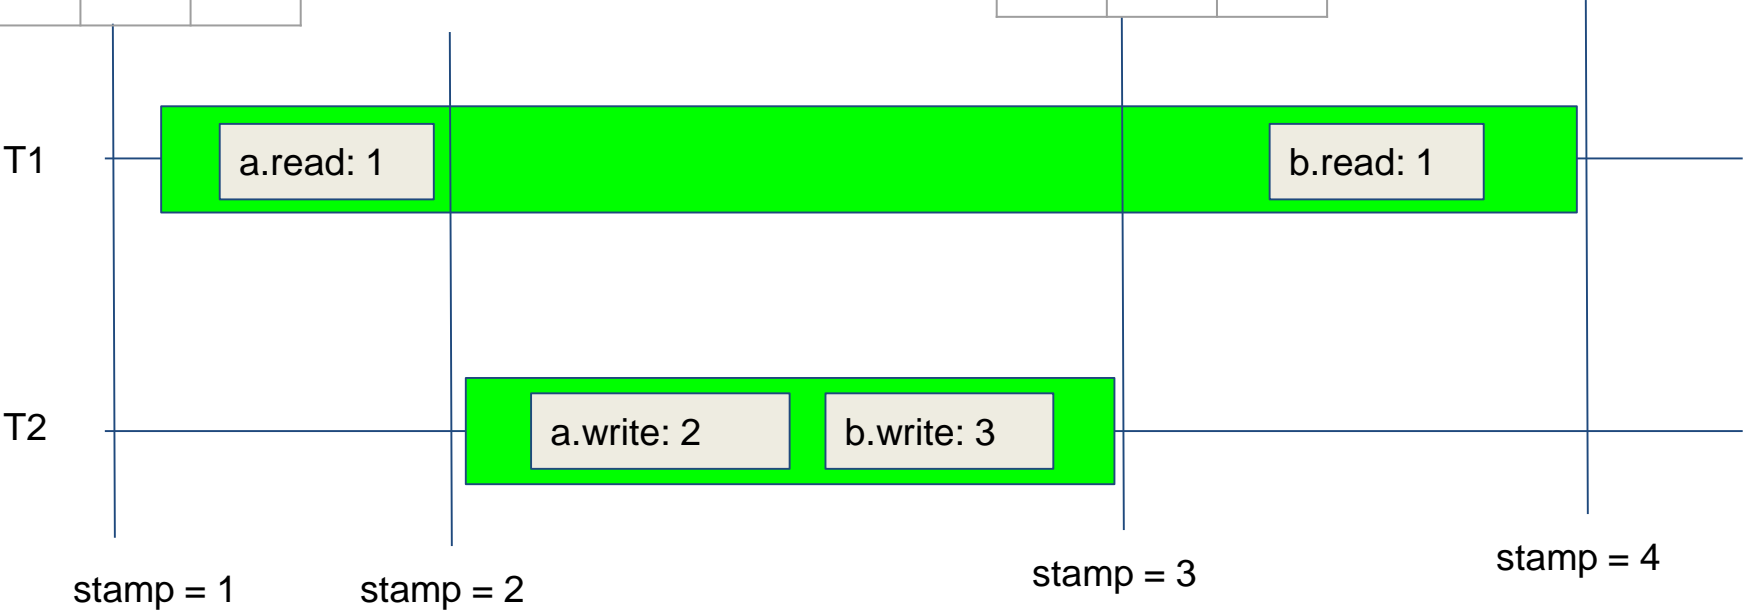 T1
a.read: 1
b.read: 1
T2
a.write: 2
b.write: 3
stamp = 1
stamp = 2
stamp = 3
stamp = 4